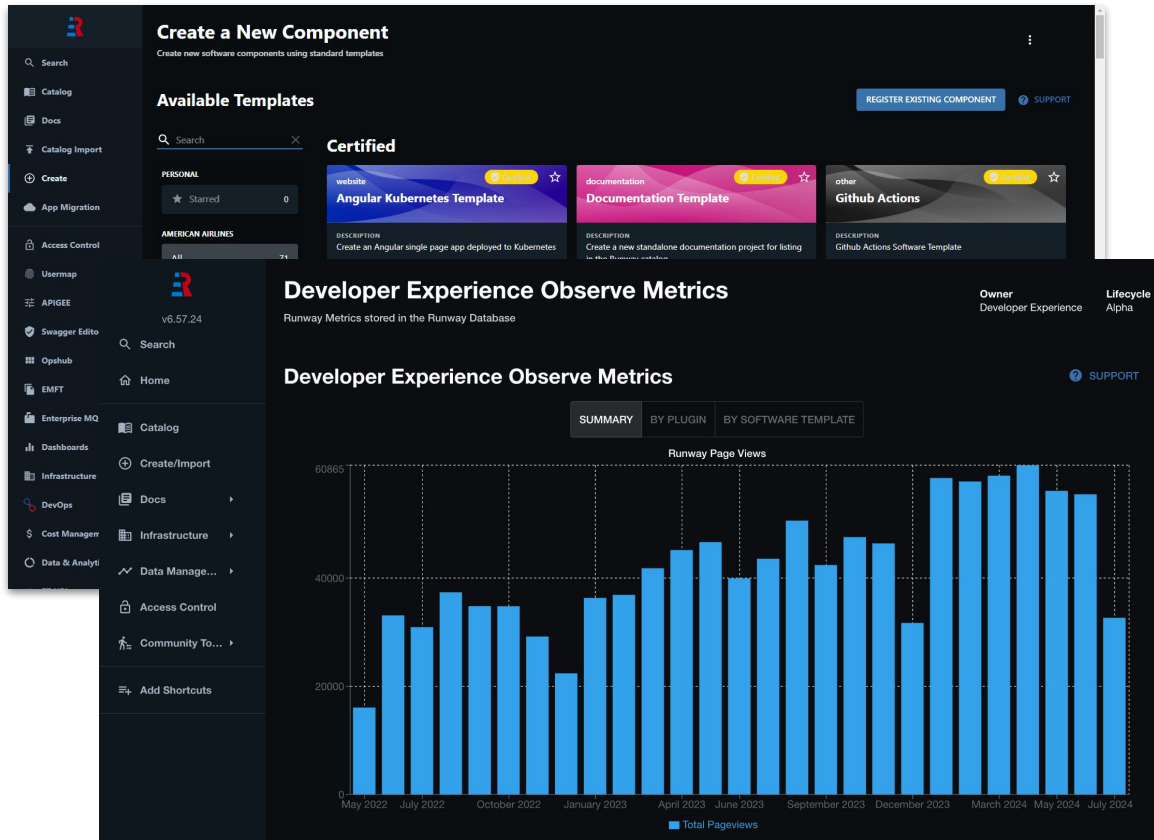 Create a New Component
Create new software components using standard templates
Search
Catalog
Docs
Catalog Import
Create
App Migration
Access Control
Usermap
APIGEE
Swagger Edito
Opshub
EMFT
Enterprise MQ
Dashboards
Infrastructure
DevOps
Cost Managem
Data & Analyti
Available Templates
REGISTER EXISTING COMPONENT
SUPPORT
Search
PERSONAL
Starred 0
AMERICAN AIRLINES
All 71
Certified
website
Certified
Angular Kubernetes Template
DESCRIPTION
Create an Angular single page app deployed to Kubernetes
documentation
Certified
Documentation Template
DESCRIPTION
Create a new standalone documentation project for listing
in the Runway catalog
other
Certified
Github Actions
DESCRIPTION
Github Actions Software Template
v6.57.24
Search
Home
Catalog
Create/Import
Docs
Infrastructure
Data Manage...
Access Control
Community To...
Add Shortcuts
Developer Experience Observe Metrics
Runway Metrics stored in the Runway Database
Owner
Developer Experience
Lifecycle
Alpha
Developer Experience Observe Metrics
SUPPORT
SUMMARY
BY PLUGIN
BY SOFTWARE TEMPLATE
Runway Page Views
60865
40000
20000
0
May 2022
July 2022
October 2022
January 2023
April 2023
June 2023
September 2023
December 2023
March 2024
May 2024
July 2024
Total Pageviews